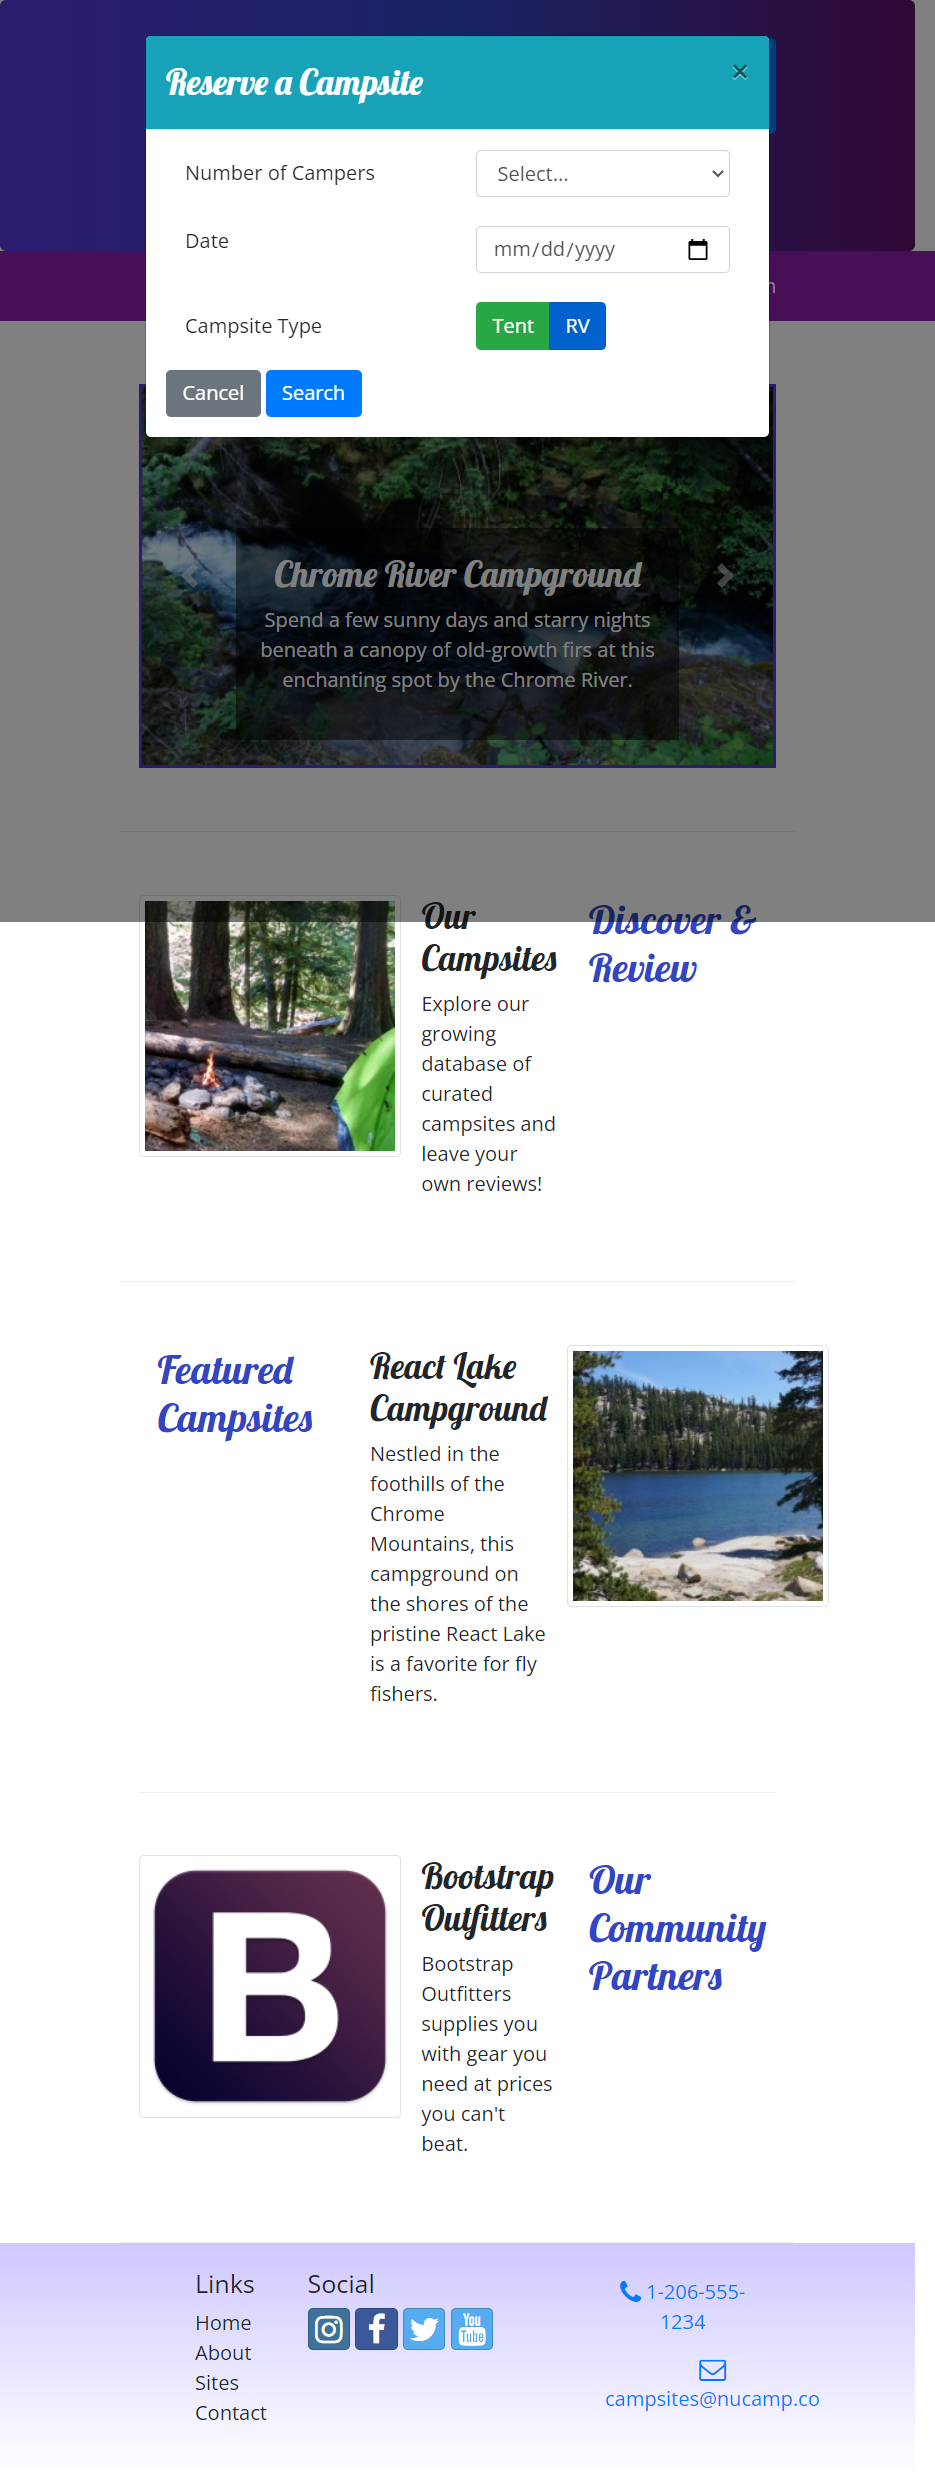 Reserve a Campsite
×
Number of Campers
Select...
Date
mm/dd/yyyy
Campsite Type
Tent
RV
Cancel
Search
Chrome River Campground
Spend a few sunny days and starry nights
beneath a canopy of old-growth firs at this
enchanting spot by the Chrome River.
Our
Campsites
Explore our
growing
database of
curated
campsites and
leave your
own reviews!
Discover &
Review
Featured
Campsites
React Lake
Campground
Nestled in the
foothills of the
Chrome
Mountains, this
campground on
the shores of the
pristine React Lake
is a favorite for fly
fishers.
B
Bootstrap
Outfitters
Bootstrap
Outfitters
supplies you
with gear you
need at prices
you can't
beat.
Our
Community
Partners
Links
Home
About
Sites
Contact
Social
You
Tube
1-206-555-
1234
campsites@nucamp.co